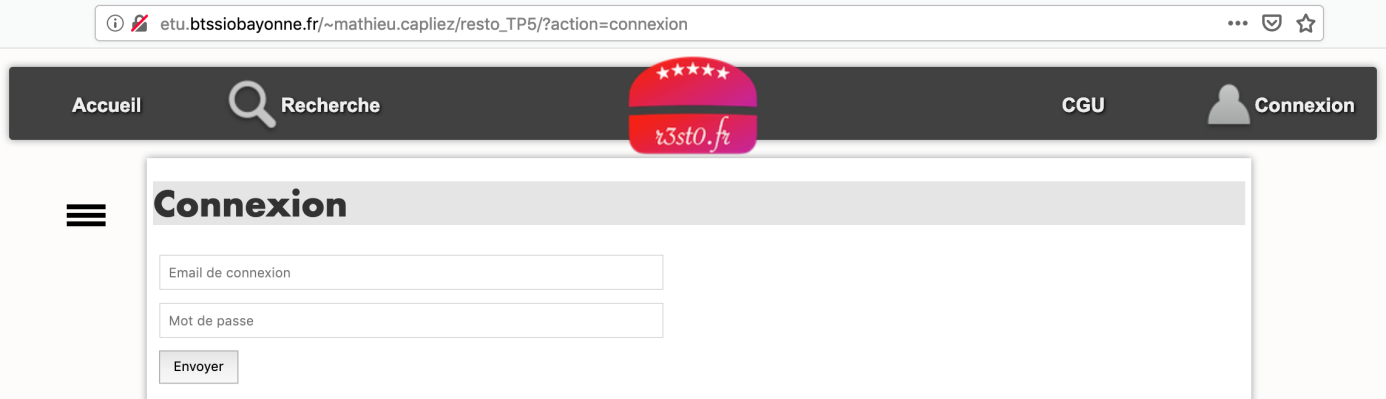 etu.btssiobayonne.fr/~mathieu.capliez/resto_TP5/?action=connexion
Accueil
Recherche
r3st0.fr
CGU
Connexion
Connexion
Email de connexion
Mot de passe
Envoyer